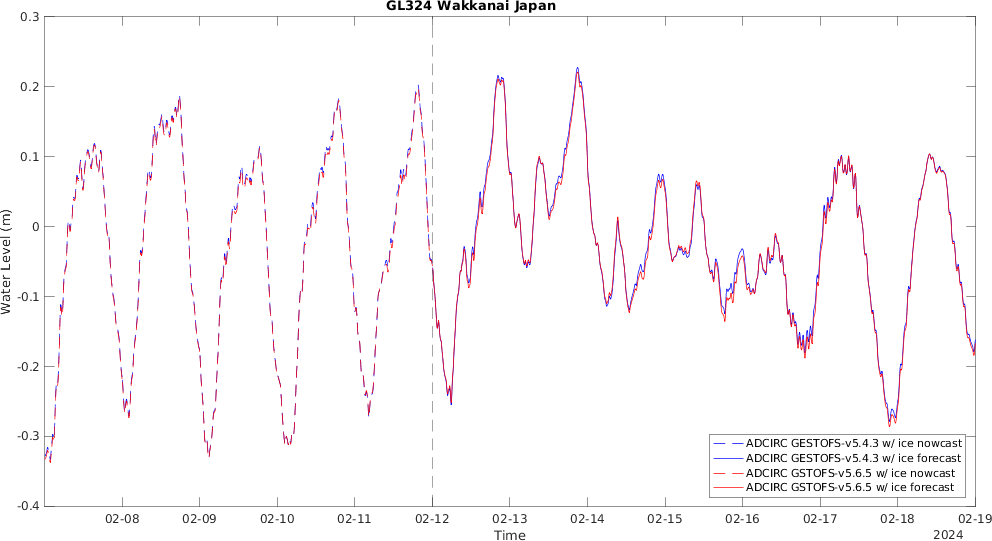 GL324 Wakkanai Japan
0.3
0.2
0.1
0
-0.1
-0.2
-0.3
-0.4
Water Level (m)
ADCIRC GESTOFS-v5.4.3 w/ ice nowcast
ADCIRC GESTOFS-v5.4.3 w/ ice forecast
ADCIRC GSTOFS-v5.6.5 w/ ice nowcast
ADCIRC GSTOFS-v5.6.5 w/ ice forecast
02-08 02-09 02-10 02-11 02-12 02-13 02-14 02-15 02-16 02-17 02-18 02-19
Time
2024